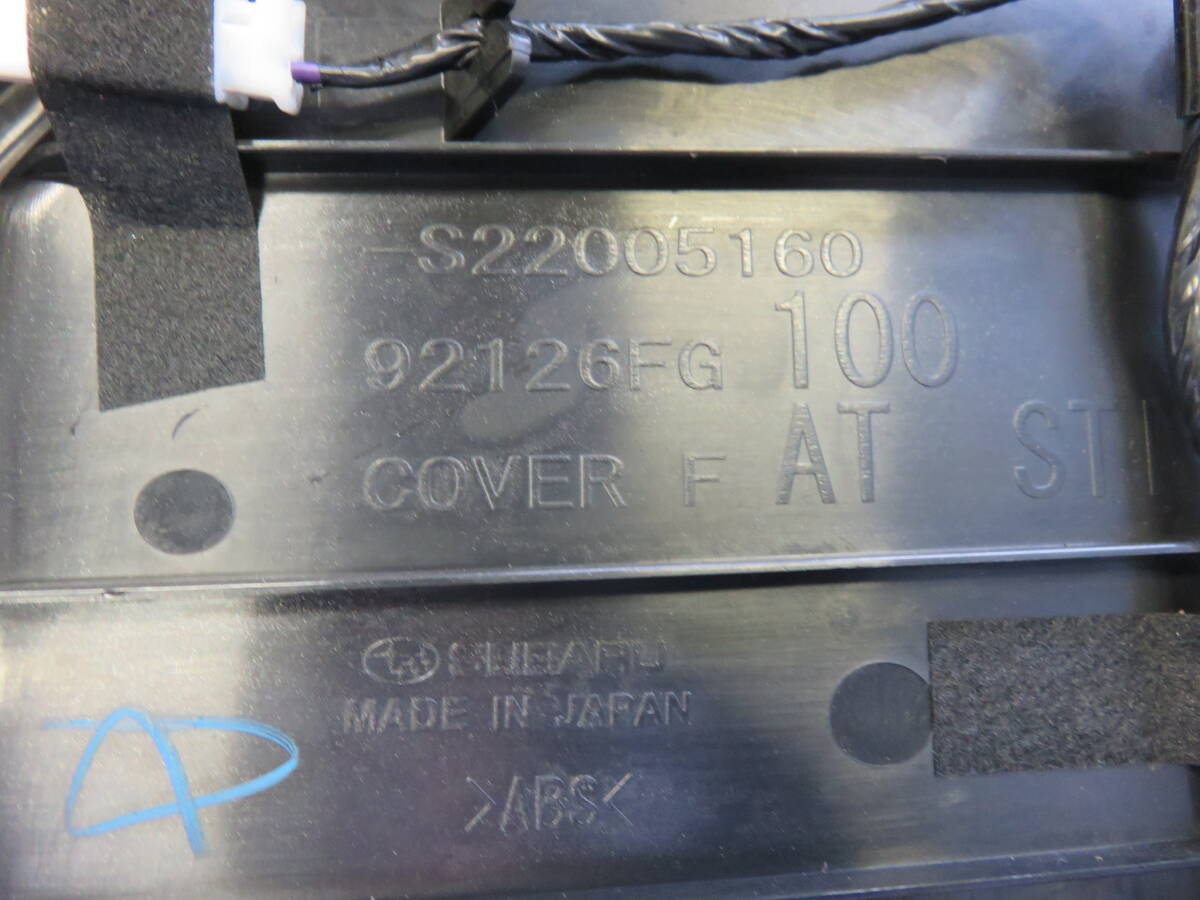 -S22005160
92126FG 100
COVER F AT STI
SUBARU
MADE IN JAPAN
>ABS<